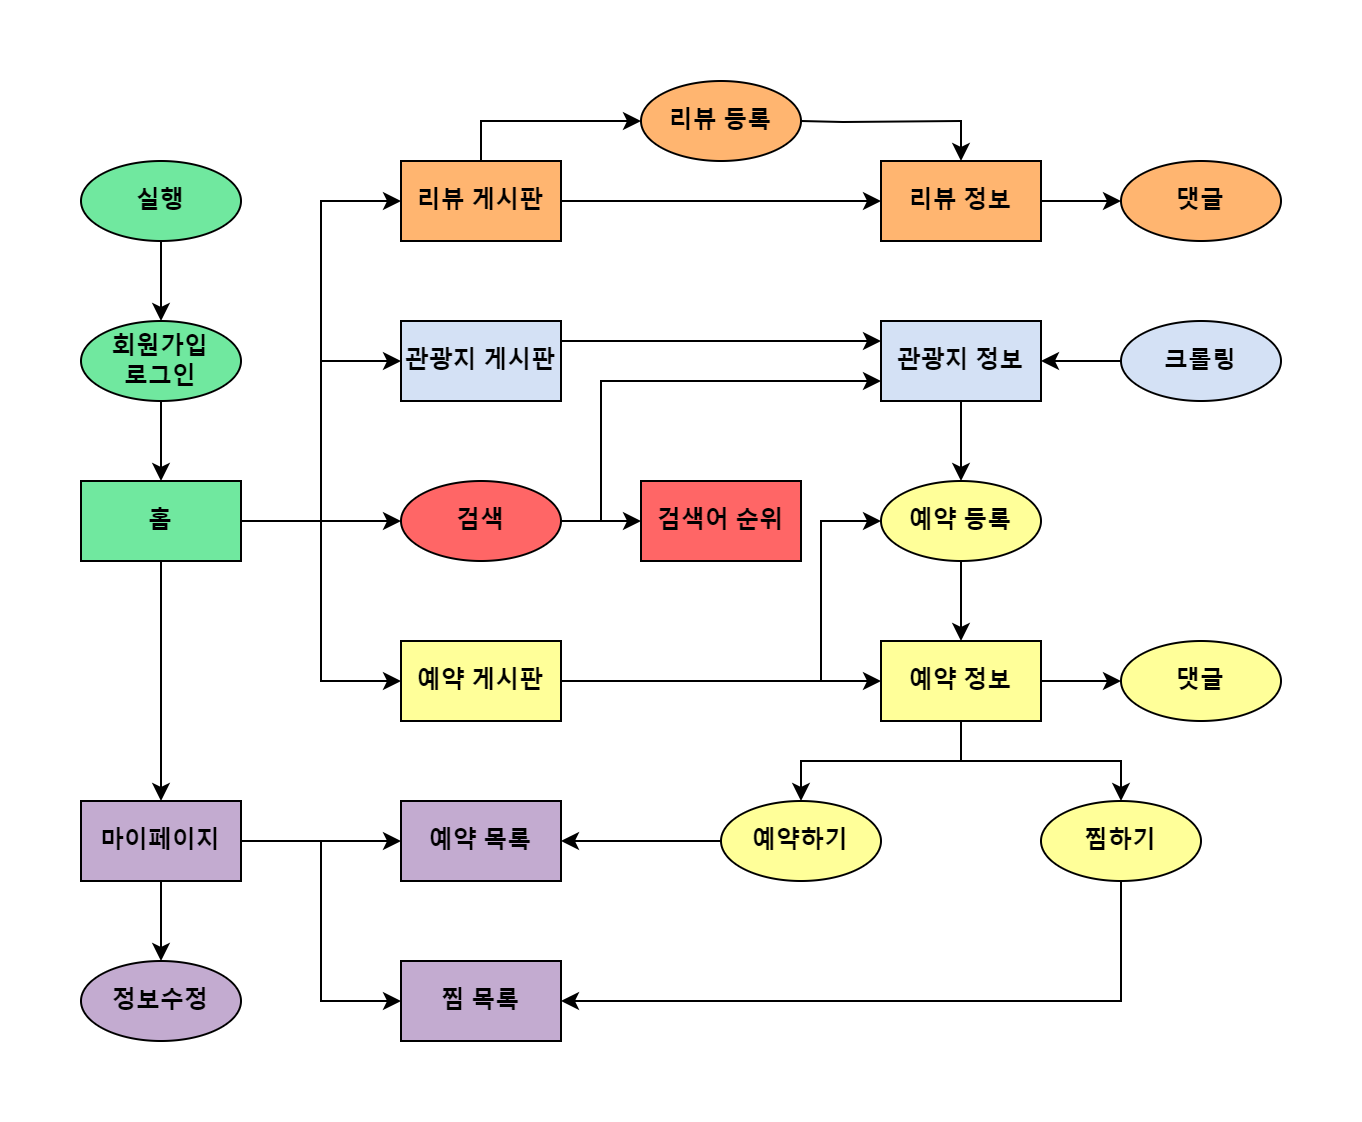 리뷰 등록
실행
리뷰 게시판
리뷰 정보
댓글
회원가입
로그인
관광지 게시판
관광지 정보
크롤링
홈
검색
검색어 순위
예약 등록
예약 게시판
예약 정보
댓글
마이페이지
예약 목록
예약하기
찜하기
정보수정
찜 목록